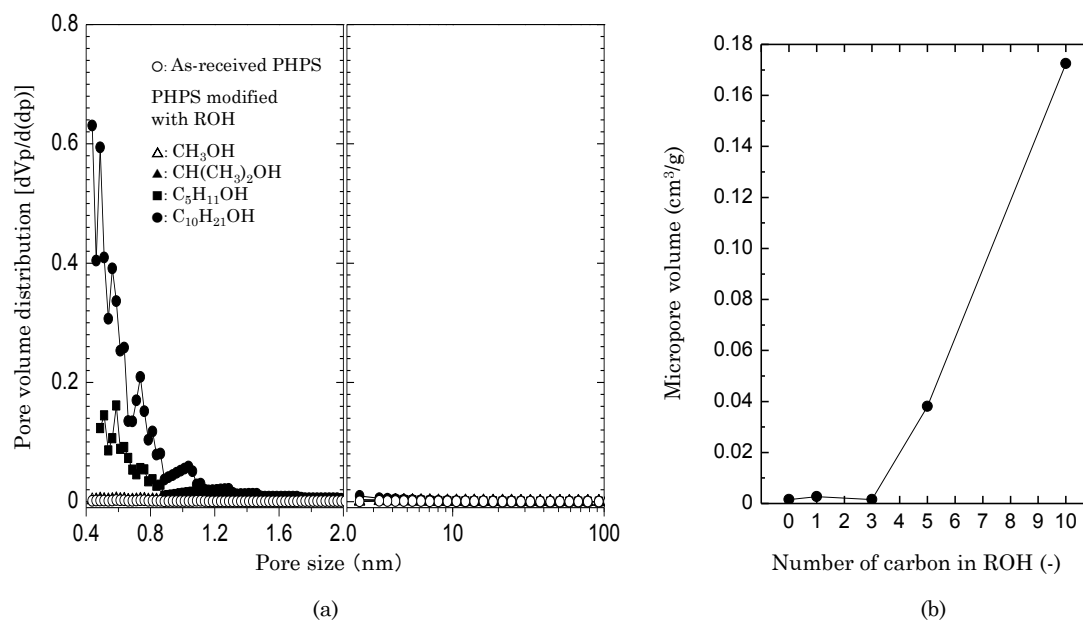 0.8
0.6
0.4
0.2
0
Pore volume distribution [dVp/d(dp)]
○: As-received PHPS
PHPS modified
with ROH
△: CH₃OH
▲: CH(CH₃)₂OH
■: C₅H₁₁OH
●: C₁₀H₂₁OH
0.4 0.8 1.2 1.6 2.0 10 100
Pore size (nm)
(a)
0.18
0.16
0.14
0.12
0.10
0.08
0.06
0.04
0.02
0
Micropore volume (cm³/g)
0 1 2 3 4 5 6 7 8 9 10
Number of carbon in ROH (-)
(b)